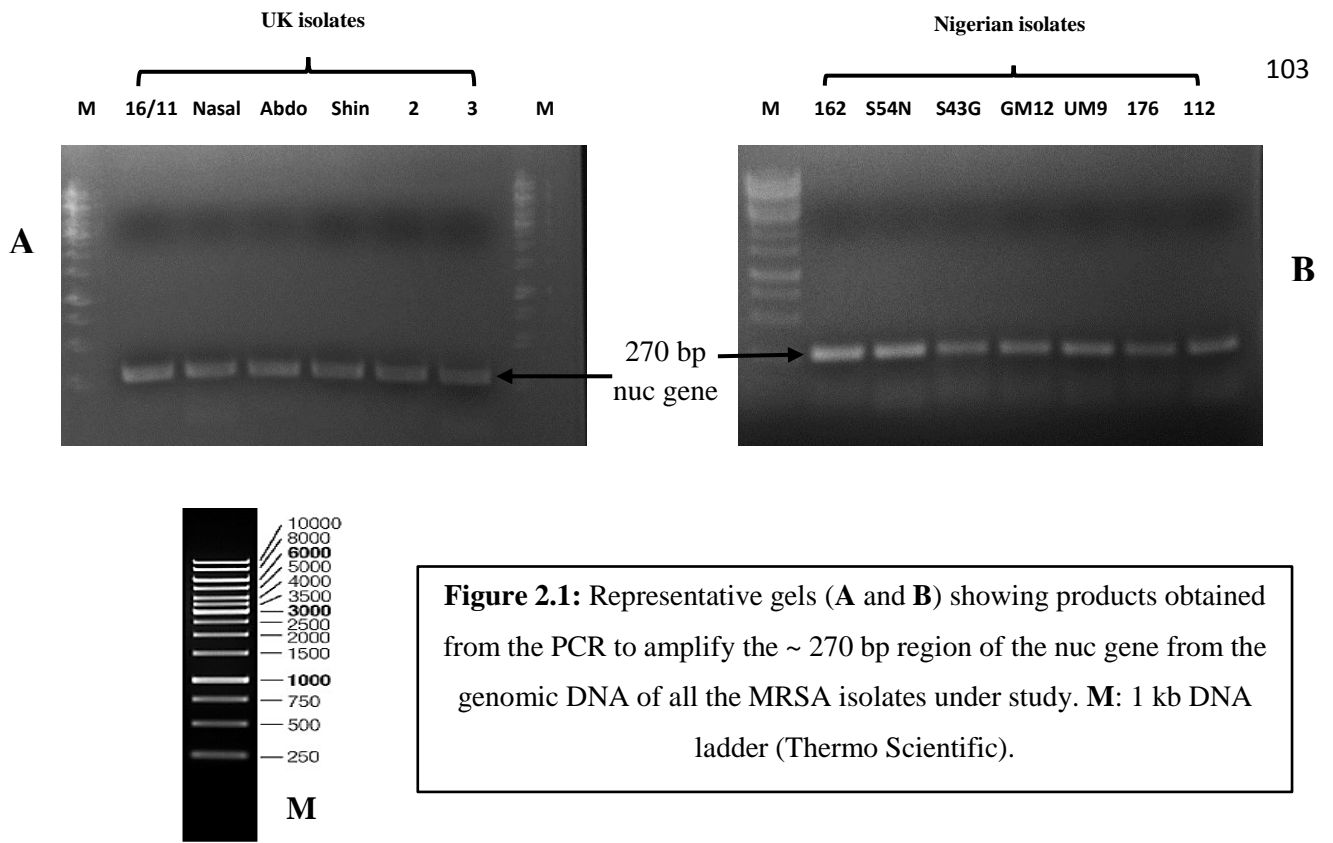 UK isolates
Nigerian isolates
103
M 16/11 Nasal Abdo Shin 2 3 M
M 162 S54N S43G GM12 UM9 176 112
A
B
270 bp
nuc gene
10000
8000
6000
5000
4000
3500
3000
2500
2000
1500
1000
750
500
250
M
Figure 2.1: Representative gels (A and B) showing products obtained
from the PCR to amplify the ~ 270 bp region of the nuc gene from the
genomic DNA of all the MRSA isolates under study. M: 1 kb DNA
ladder (Thermo Scientific).